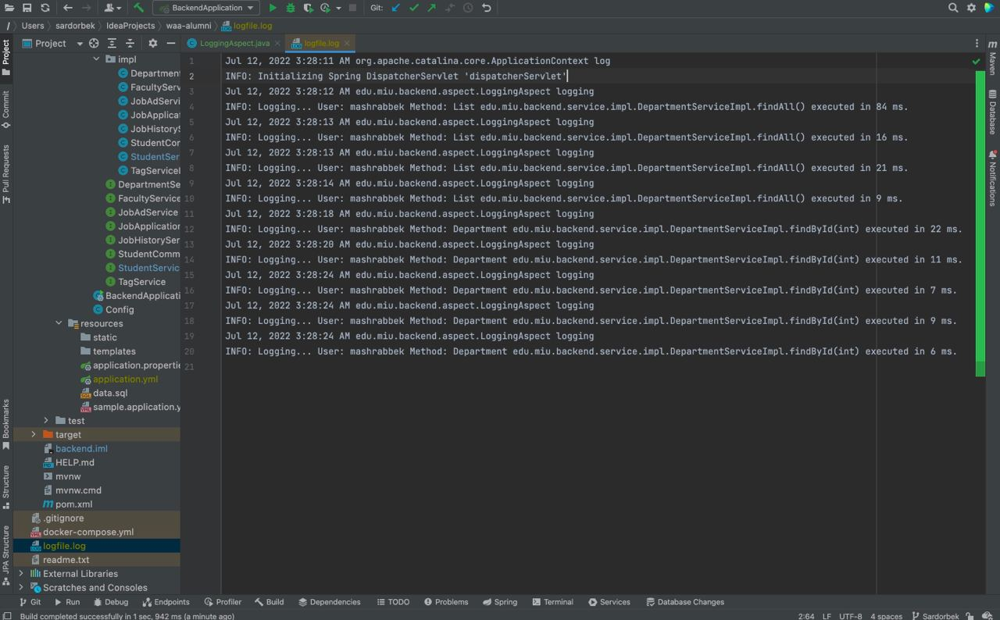 BackendApplication
Git:
/ Users sardorbek IdeaProjects waa-alumni logfile.log
Project
LoggingAspect.java
logfile.log
Project
Commit
Pull Requests
Bookmarks
Structure
JPA Structure
impl
Department
FacultyServ
JobAdServi
JobApplica
JobHistoryS
StudentCor
StudentSer
TagServiceI
DepartmentSe
FacultyService
JobAdService
JobApplication
JobHistorySer
StudentComm
StudentServic
TagService
BackendApplicati
Config
resources
static
templates
application.propertie
application.yml
data.sql
sample.application.y
test
target
backend.iml
HELP.md
mvnw
mvnw.cmd
pom.xml
.gitignore
docker-compose.yml
logfile.log
readme.txt
External Libraries
Scratches and Consoles
1 Jul 12, 2022 3:28:11 AM org.apache.catalina.core.ApplicationContext log
2 INFO: Initializing Spring DispatcherServlet 'dispatcherServlet'
3 Jul 12, 2022 3:28:12 AM edu.miu.backend.aspect.LoggingAspect logging
4 INFO: Logging... User: mashrabbek Method: List edu.miu.backend.service.impl.DepartmentServiceImpl.findAll() executed in 84 ms.
5 Jul 12, 2022 3:28:13 AM edu.miu.backend.aspect.LoggingAspect logging
6 INFO: Logging... User: mashrabbek Method: List edu.miu.backend.service.impl.DepartmentServiceImpl.findAll() executed in 16 ms.
7 Jul 12, 2022 3:28:13 AM edu.miu.backend.aspect.LoggingAspect logging
8 INFO: Logging... User: mashrabbek Method: List edu.miu.backend.service.impl.DepartmentServiceImpl.findAll() executed in 21 ms.
9 Jul 12, 2022 3:28:14 AM edu.miu.backend.aspect.LoggingAspect logging
10 INFO: Logging... User: mashrabbek Method: List edu.miu.backend.service.impl.DepartmentServiceImpl.findAll() executed in 9 ms.
11 Jul 12, 2022 3:28:18 AM edu.miu.backend.aspect.LoggingAspect logging
12 INFO: Logging... User: mashrabbek Method: Department edu.miu.backend.service.impl.DepartmentServiceImpl.findById(int) executed in 22 ms.
13 Jul 12, 2022 3:28:20 AM edu.miu.backend.aspect.LoggingAspect logging
14 INFO: Logging... User: mashrabbek Method: Department edu.miu.backend.service.impl.DepartmentServiceImpl.findById(int) executed in 11 ms.
15 Jul 12, 2022 3:28:24 AM edu.miu.backend.aspect.LoggingAspect logging
16 INFO: Logging... User: mashrabbek Method: Department edu.miu.backend.service.impl.DepartmentServiceImpl.findById(int) executed in 7 ms.
17 Jul 12, 2022 3:28:24 AM edu.miu.backend.aspect.LoggingAspect logging
18 INFO: Logging... User: mashrabbek Method: Department edu.miu.backend.service.impl.DepartmentServiceImpl.findById(int) executed in 9 ms.
19 Jul 12, 2022 3:28:24 AM edu.miu.backend.aspect.LoggingAspect logging
20 INFO: Logging... User: mashrabbek Method: Department edu.miu.backend.service.impl.DepartmentServiceImpl.findById(int) executed in 6 ms.
21
Maven
Database
Notifications
Git Run Debug Endpoints Profiler Build Dependencies TODO Problems Spring Terminal Services Database Changes
Build completed successfully in 1 sec, 942 ms (a minute ago)
2:64 LF UTF-8 4 spaces Sardorbek